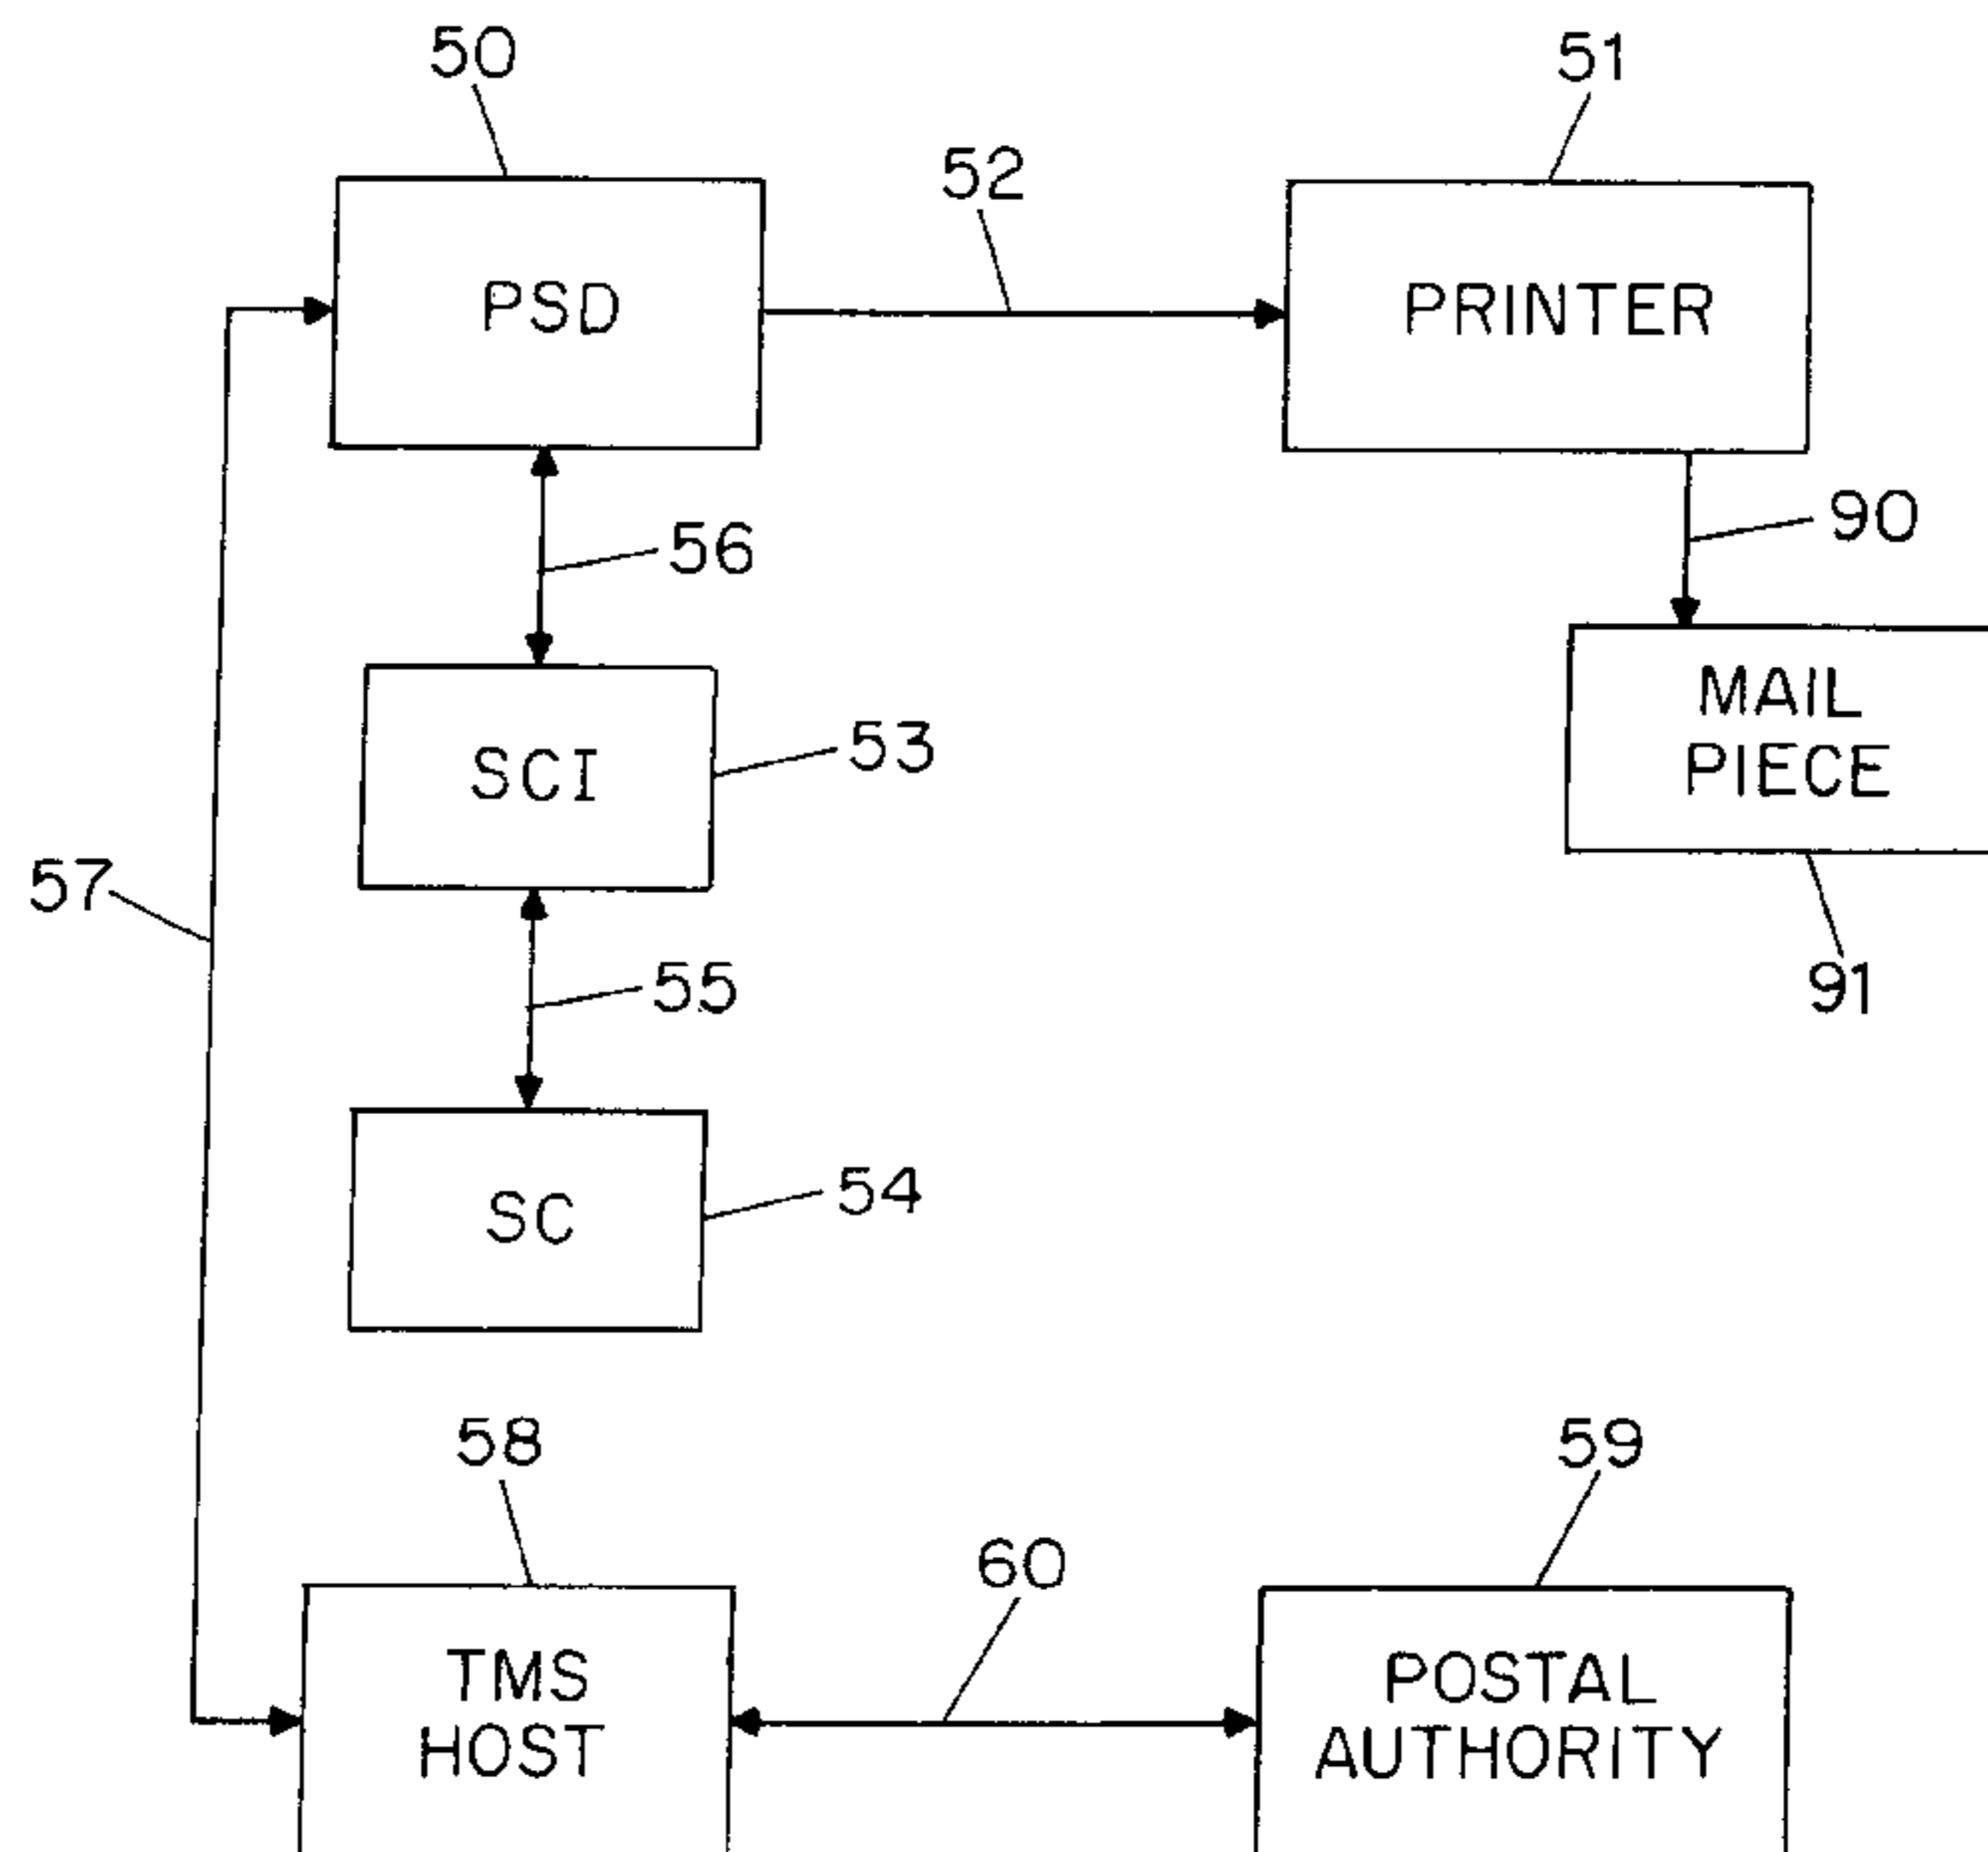 50
51
52
PSD
PRINTER
56
90
SCI
53
MAIL
PIECE
57
55
91
SC
54
58
59
60
TMS
HOST
POSTAL
AUTHORITY